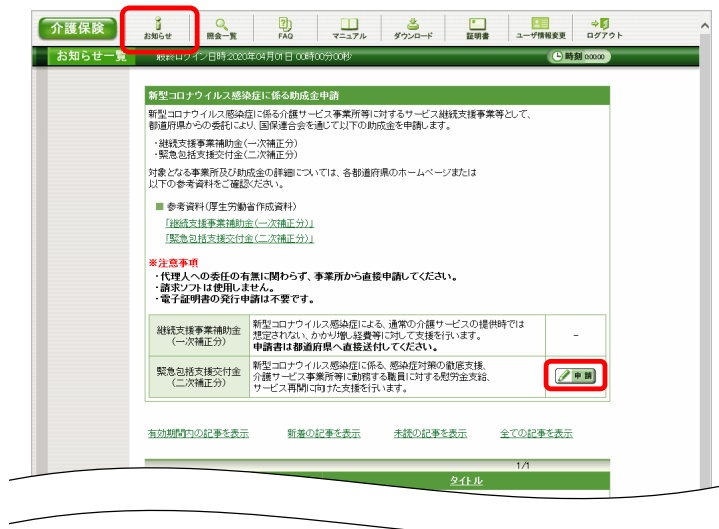 介護保険
お知らせ
照会一覧
FAQ
マニュアル
ダウンロード
証明書
ユーザ情報変更
ログアウト
お知らせ一覧
最終ログイン日時:2020年04月01日 00時00分00秒
時刻 00000
新型コロナウイルス感染症に係る助成金申請
新型コロナウイルス感染症に係る介護サービス事業所等に対するサービス継続支援事業等として、
都道府県からの委託により、国保連合会を通じて以下の助成金を申請します。
・継続支援事業補助金(一次補正分)
・緊急包括支援交付金(二次補正分)
対象となる事業所及び助成金の詳細については、各都道府県のホームページまたは
以下の参考資料をご確認ください。
■ 参考資料(厚生労働省作成資料)
「継続支援事業補助金(一次補正分)」
「緊急包括支援交付金(二次補正分)」
※注意事項
・代理人への委任の有無に関わらず、事業所から直接申請してください。
・請求ソフトは使用しません。
・電子証明書の発行申請は不要です。
継続支援事業補助金
(一次補正分)
新型コロナウイルス感染症による、通常の介護サービスの提供時では
想定されない、かかり増し経費等に対して支援を行います。
申請書は都道府県へ直接送付してください。
－
緊急包括支援交付金
(二次補正分)
新型コロナウイルス感染症に係る、感染症対策の徹底支援、
介護サービス事業所等に勤務する職員に対する慰労金支給、
サービス再開に向けた支援を行います。
申請
有効期間内の記事を表示
新着の記事を表示
未読の記事を表示
全ての記事を表示
1/1
タイトル